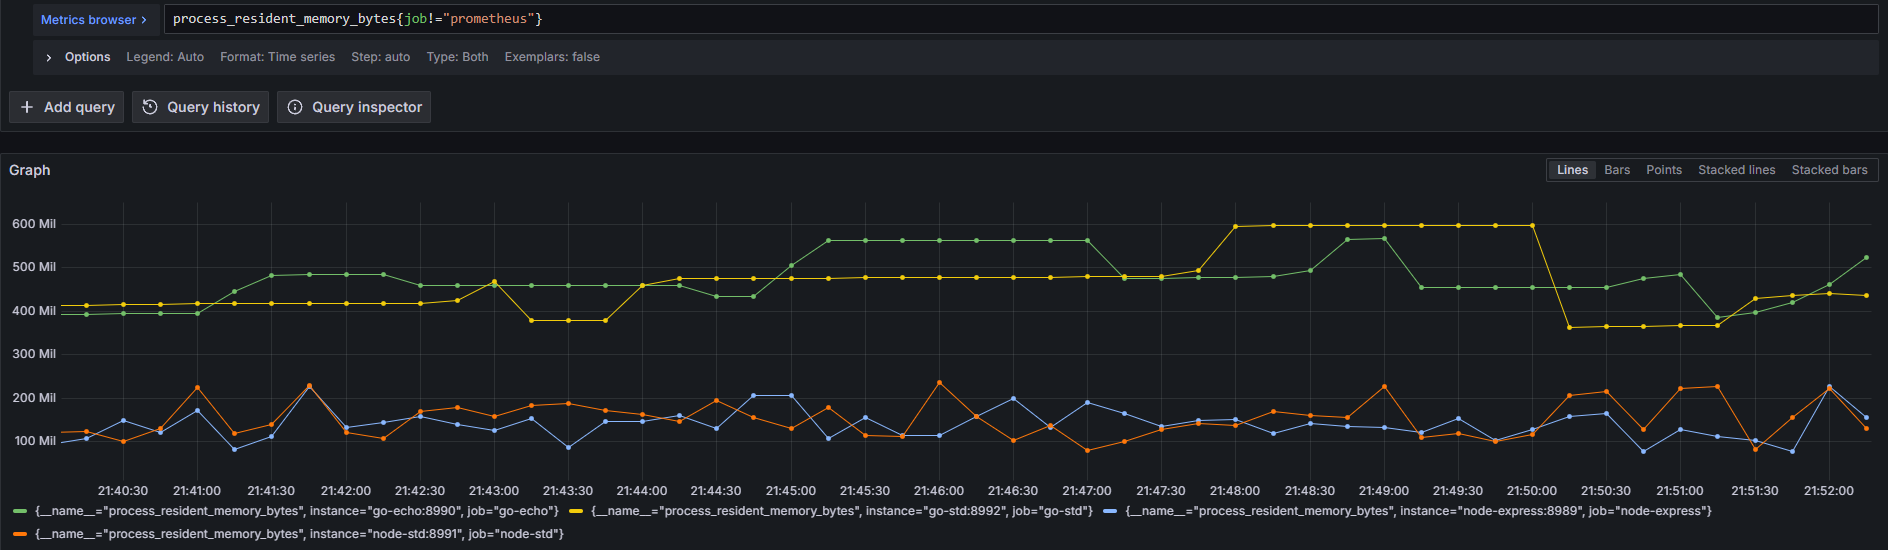 Metrics browser > process_resident_memory_bytes{job!="prometheus"}
> Options Legend: Auto Format: Time series Step: auto Type: Both Exemplars: false
+ Add query Query history Query inspector
Graph Lines Bars Points Stacked lines Stacked bars
600 Mil
500 Mil
400 Mil
300 Mil
200 Mil
100 Mil
21:40:30 21:41:00 21:41:30 21:42:00 21:42:30 21:43:00 21:43:30 21:44:00 21:44:30 21:45:00 21:45:30 21:46:00 21:46:30 21:47:00 21:47:30 21:48:00 21:48:30 21:49:00 21:49:30 21:50:00 21:50:30 21:51:00 21:51:30 21:52:00
{__name__="process_resident_memory_bytes", instance="go-echo:8990", job="go-echo"} {__name__="process_resident_memory_bytes", instance="go-std:8992", job="go-std"} {__name__="process_resident_memory_bytes", instance="node-express:8989", job="node-express"}
{__name__="process_resident_memory_bytes", instance="node-std:8991", job="node-std"}